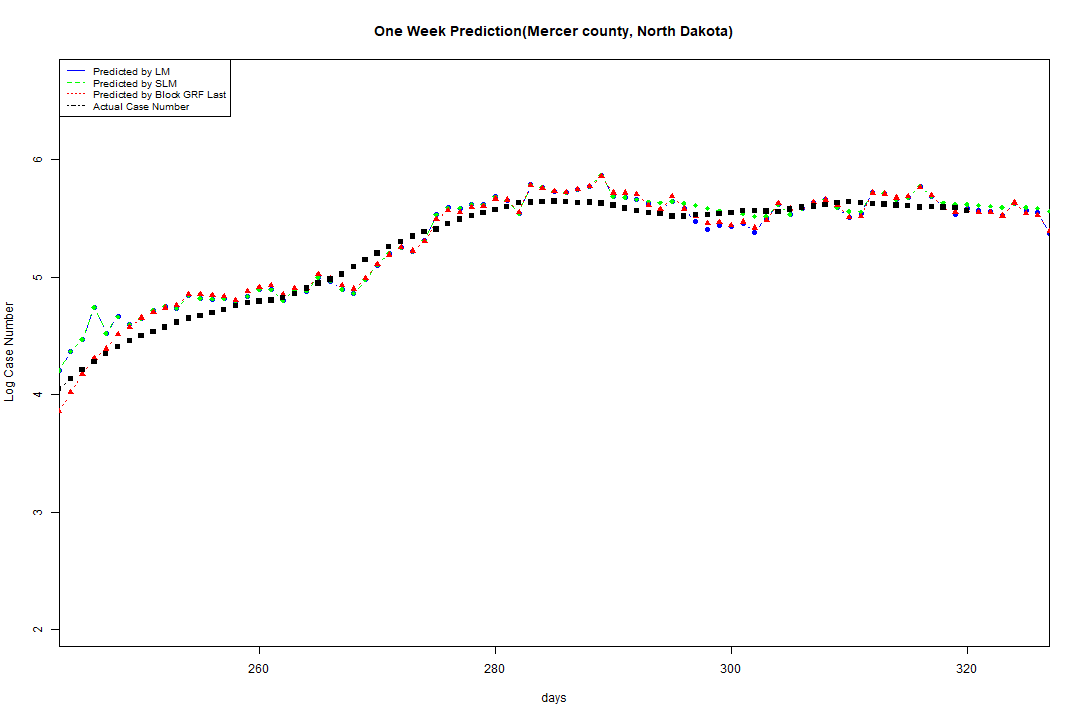 One Week Prediction(Mercer county, North Dakota)
Predicted by LM
Predicted by SLM
Predicted by Block GRF Last
Actual Case Number
6
5
4
3
2
Log Case Number
260 280 300 320
days